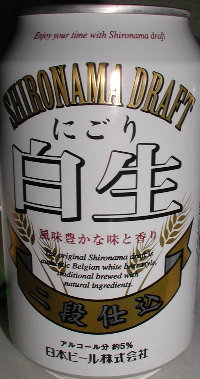 Enjoy your time with Shironama draft.
SHIRONAMA DRAFT
にごり
白生
風味豊かな味と香り
The original Shironama draft is
authentic Belgian white beer style,
traditional brewed with
natural ingredients.
二段仕込
アルコール分 約5%
日本ビール株式会社